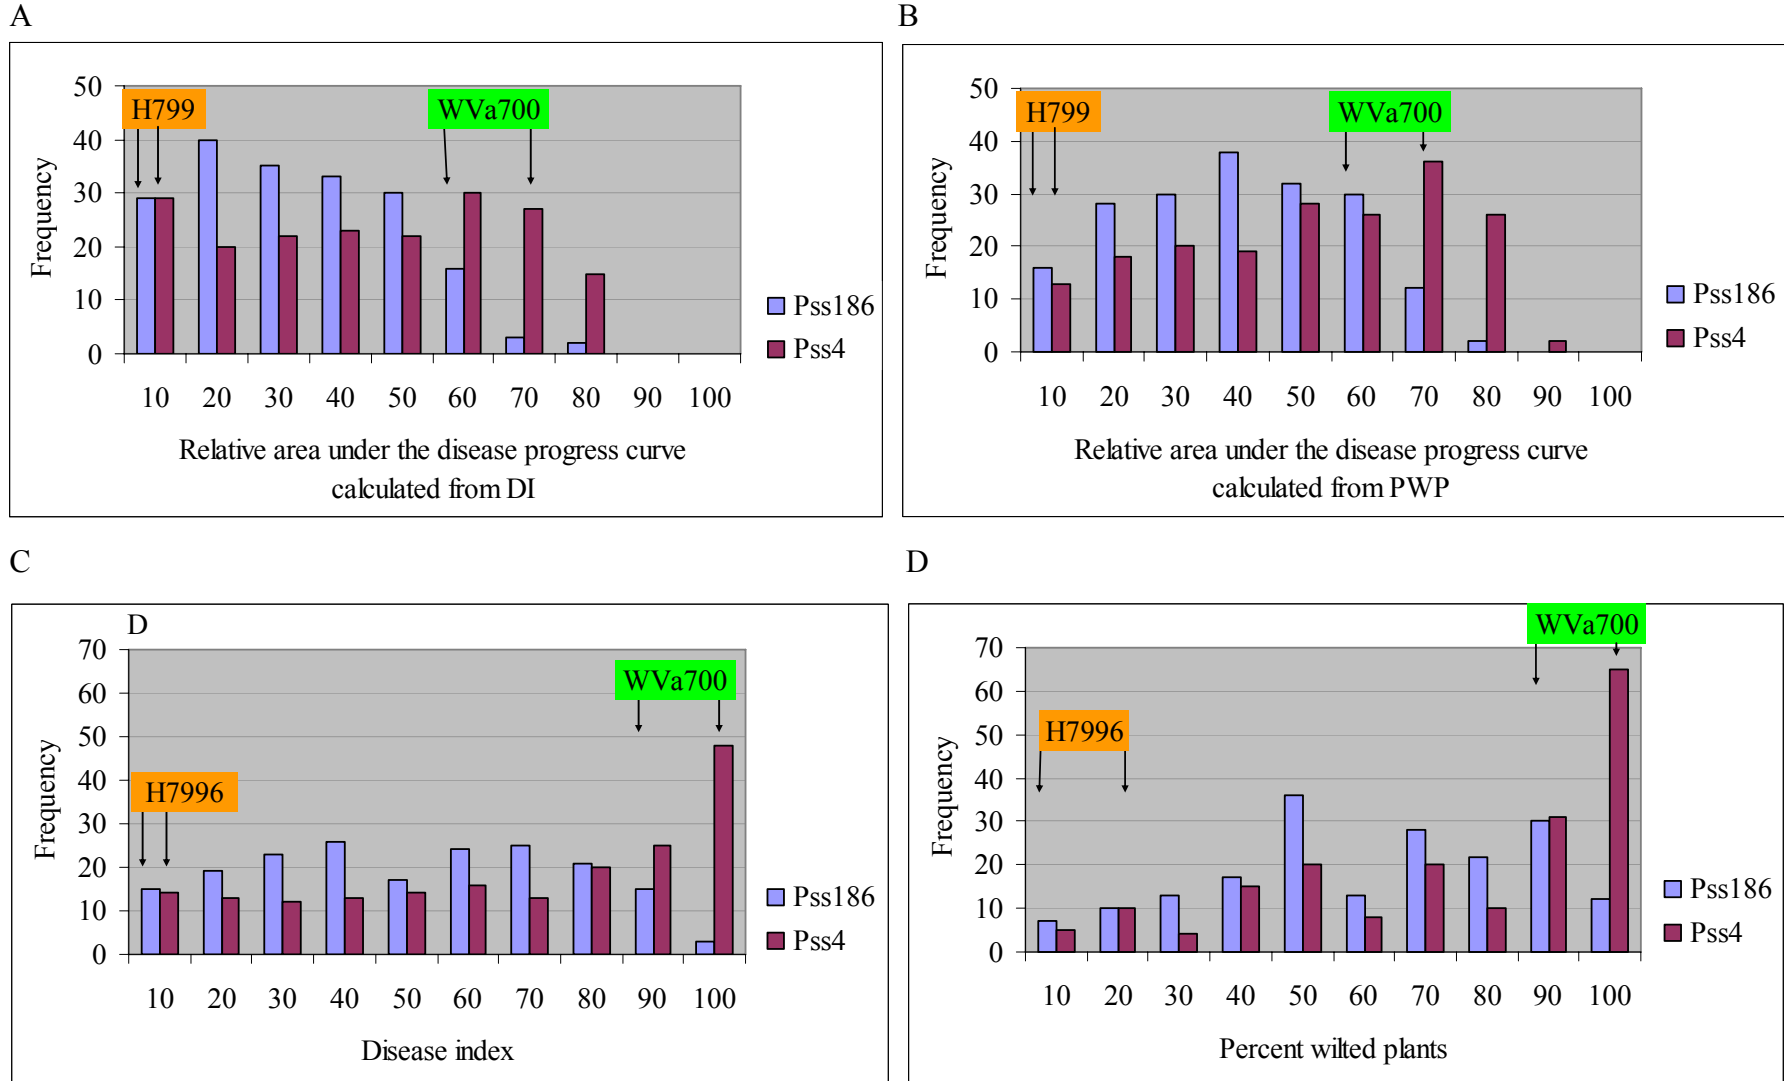 A
50
40
30
20
10
0
Frequency
H799
WVa700
Pss186
Pss4
10 20 30 40 50 60 70 80 90 100
Relative area under the disease progress curve
calculated from DI
B
50
40
30
20
10
0
Frequency
H799
WVa700
Pss186
Pss4
10 20 30 40 50 60 70 80 90 100
Relative area under the disease progress curve
calculated from PWP
C
D
70
60
50
40
30
20
10
0
Frequency
H7996
WVa700
Pss186
Pss4
10 20 30 40 50 60 70 80 90 100
Disease index
D
70
60
50
40
30
20
10
0
Frequency
H7996
WVa700
Pss186
Pss4
10 20 30 40 50 60 70 80 90 100
Percent wilted plants